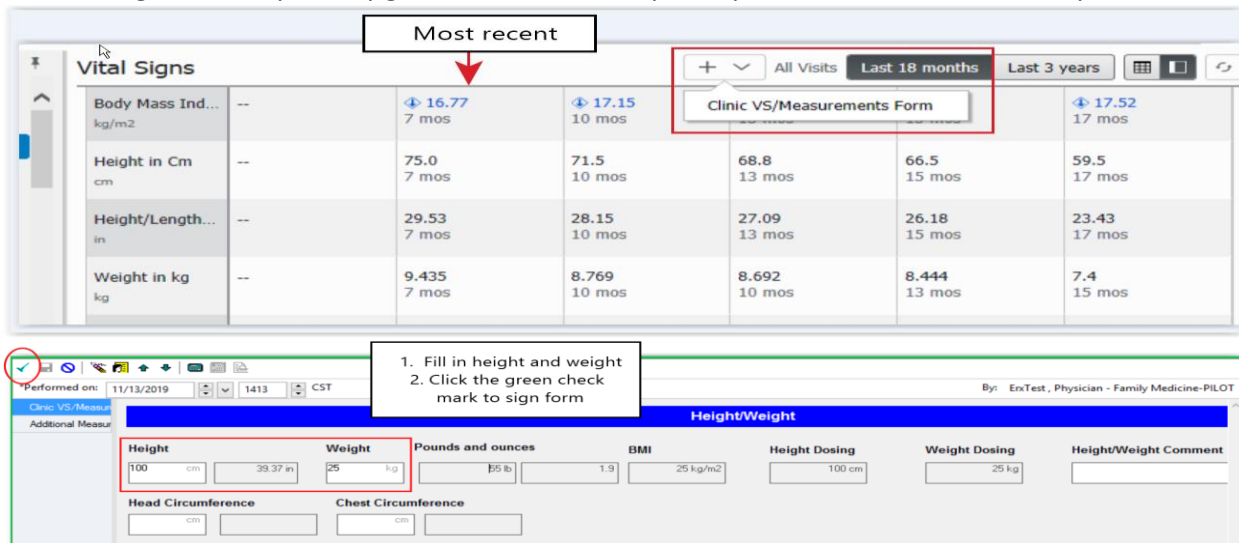 Most recent
Vital Signs
All Visits Last 18 months Last 3 years
Clinic VS/Measurements Form
Body Mass Ind... -- 16.77 17.15 17.52
kg/m2 7 mos 10 mos 17 mos
Height in Cm -- 75.0 71.5 68.8 66.5 59.5
cm 7 mos 10 mos 13 mos 15 mos 17 mos
Height/Length... -- 29.53 28.15 27.09 26.18 23.43
in 7 mos 10 mos 13 mos 15 mos 17 mos
Weight in kg -- 9.435 8.769 8.692 8.444 7.4
kg 7 mos 10 mos 10 mos 13 mos 15 mos
1. Fill in height and weight
2. Click the green check
mark to sign form
*Performed on: 11/13/2019 1413 CST By: ErxTest , Physician - Family Medicine-PILOT
Clinic VS/Measur
Additional Measur
Height/Weight
Height Weight Pounds and ounces BMI Height Dosing Weight Dosing Height/Weight Comment
100 cm 39.37 in 25 kg 55 lb 1.9 25 kg/m2 100 cm 25 kg
Head Circumference Chest Circumference
cm cm